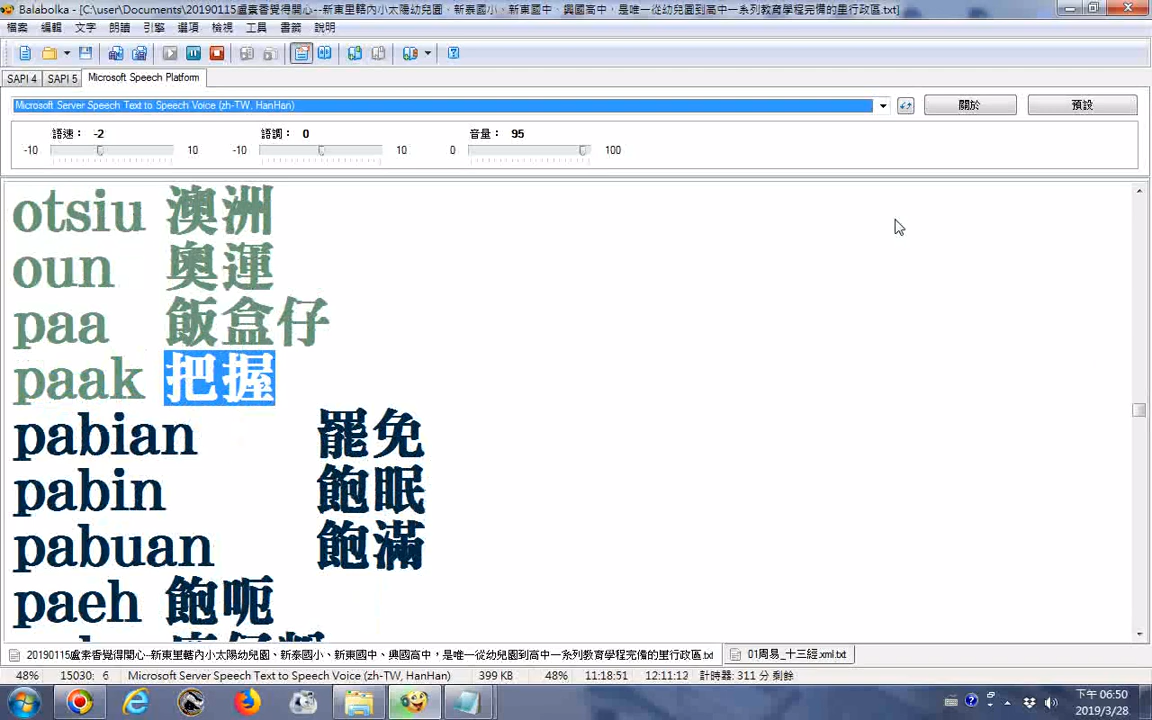 Balabolka - [C:\user\Documents\20190115盧素香覺得開心--新東里轄內小太陽幼兒園、新泰國小、新東國中、興國高中，是唯一從幼兒園到高中一系列教育學程完備的里行政區.txt]
檔案 編輯 文字 朗讀 引擎 選項 檢視 工具 書籤 說明
SAPI 4 SAPI 5 Microsoft Speech Platform
Microsoft Server Speech Text to Speech Voice (zh-TW, HanHan) 關於 預設
語速： -2 語調： 0 音量： 95
-10 10 -10 10 0 100
otsiu 澳洲
oun 奧運
paa 飯盒仔
paak 把握
pabian 罷免
pabin 飽眠
pabuan 飽滿
paeh 飽呃
20190115盧素香覺得開心--新東里轄內小太陽幼兒園、新泰國小、新東國中、興國高中，是唯一從幼兒園到高中一系列教育學程完備的里行政區.txt 01周易_十三經.xml.txt
48% 15030: 6 Microsoft Server Speech Text to Speech Voice (zh-TW, HanHan) 399 KB 48% 11:18:51 12:11:12 計時器: 311 分 剩餘
下午 06:50
2019/3/28